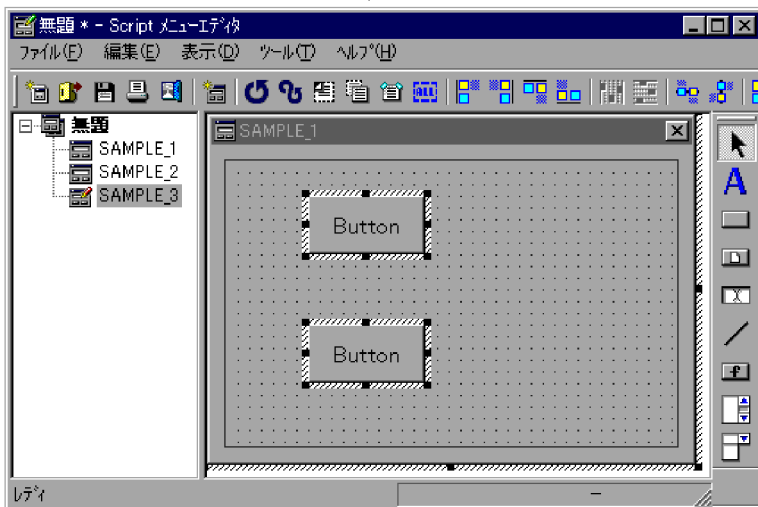 無題 * - Script ﾒﾆｭｰｴﾃﾞｨﾀ
ﾌｧｲﾙ(F) 編集(E) 表示(D) ﾂｰﾙ(T) ﾍﾙﾌﾟ(H)
ALL
無題
SAMPLE_1
SAMPLE_2
SAMPLE_3
SAMPLE_1
Button
Button
A
f
ﾚﾃﾞｨ